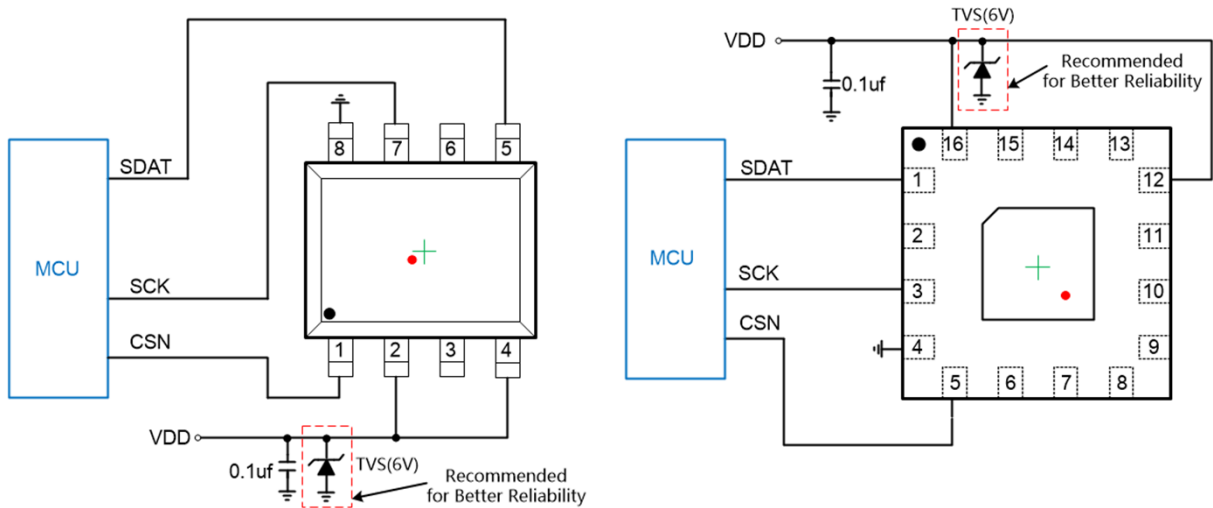 MCU
SDAT
SCK
CSN
8
7
6
5
1
2
3
4
VDD
0.1uf
TVS(6V)
Recommended
for Better Reliability
TVS(6V)
VDD
0.1uf
Recommended
for Better Reliability
MCU
SDAT
SCK
CSN
16
15
14
13
1
2
3
4
12
11
10
9
5
6
7
8